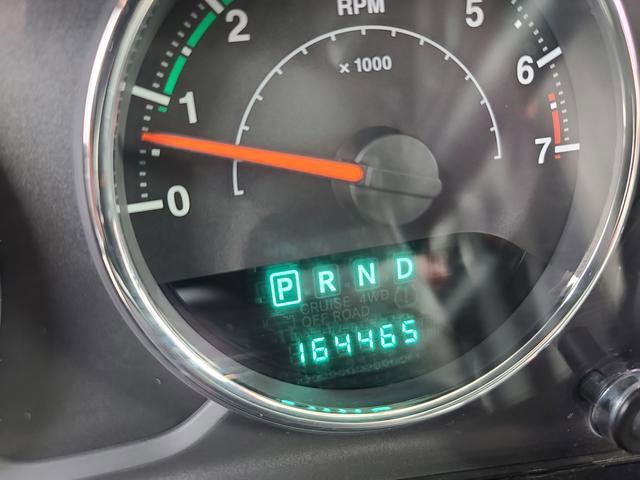 RPM
x 1000
0
1
2
5
6
7
P R N D
CRUISE 4WD
OFF ROAD
164465